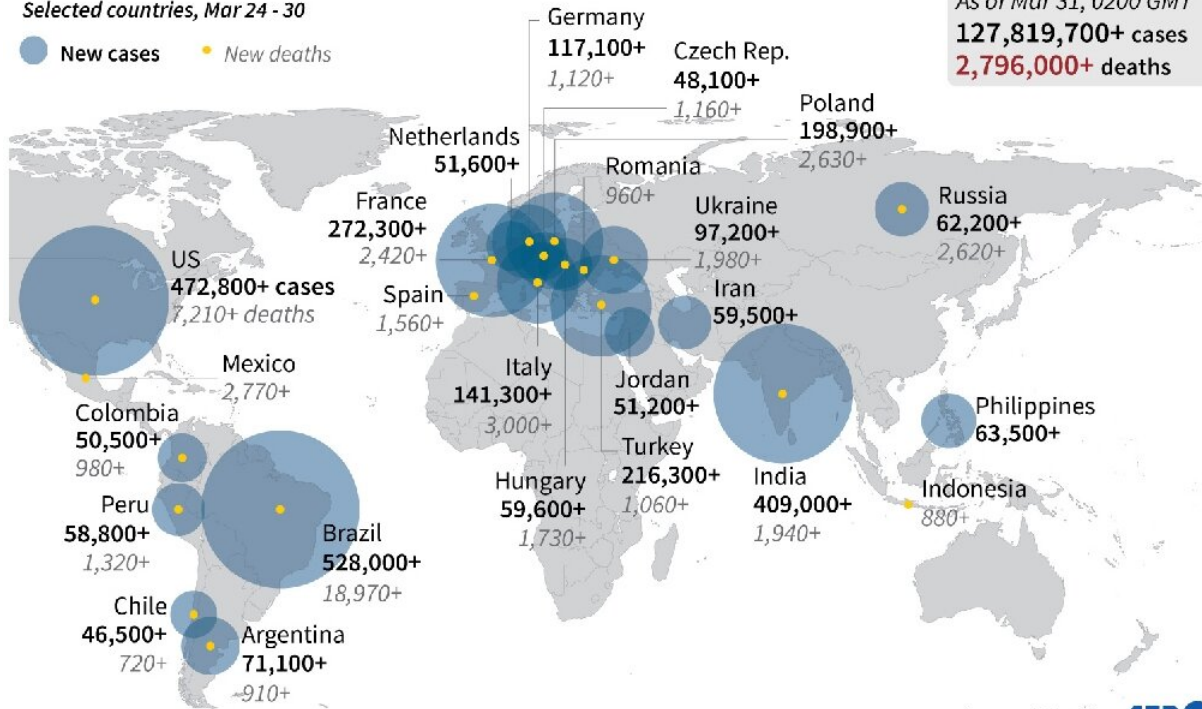 Selected countries, Mar 24 - 30
New cases
New deaths
As of Mar 31, 0200 GMT
127,819,700+ cases
2,796,000+ deaths
Germany
117,100+
1,120+
Czech Rep.
48,100+
1,160+
Poland
198,900+
2,630+
Netherlands
51,600+
Romania
960+
France
272,300+
2,420+
Ukraine
97,200+
1,980+
Russia
62,200+
2,620+
US
472,800+ cases
7,210+ deaths
Spain
1,560+
Iran
59,500+
Mexico
2,770+
Italy
141,300+
3,000+
Jordan
51,200+
Colombia
50,500+
980+
Philippines
63,500+
Turkey
216,300+
1,060+
Hungary
59,600+
1,730+
India
409,000+
1,940+
Indonesia
880+
Peru
58,800+
1,320+
Brazil
528,000+
18,970+
Chile
46,500+
720+
Argentina
71,100+
910+